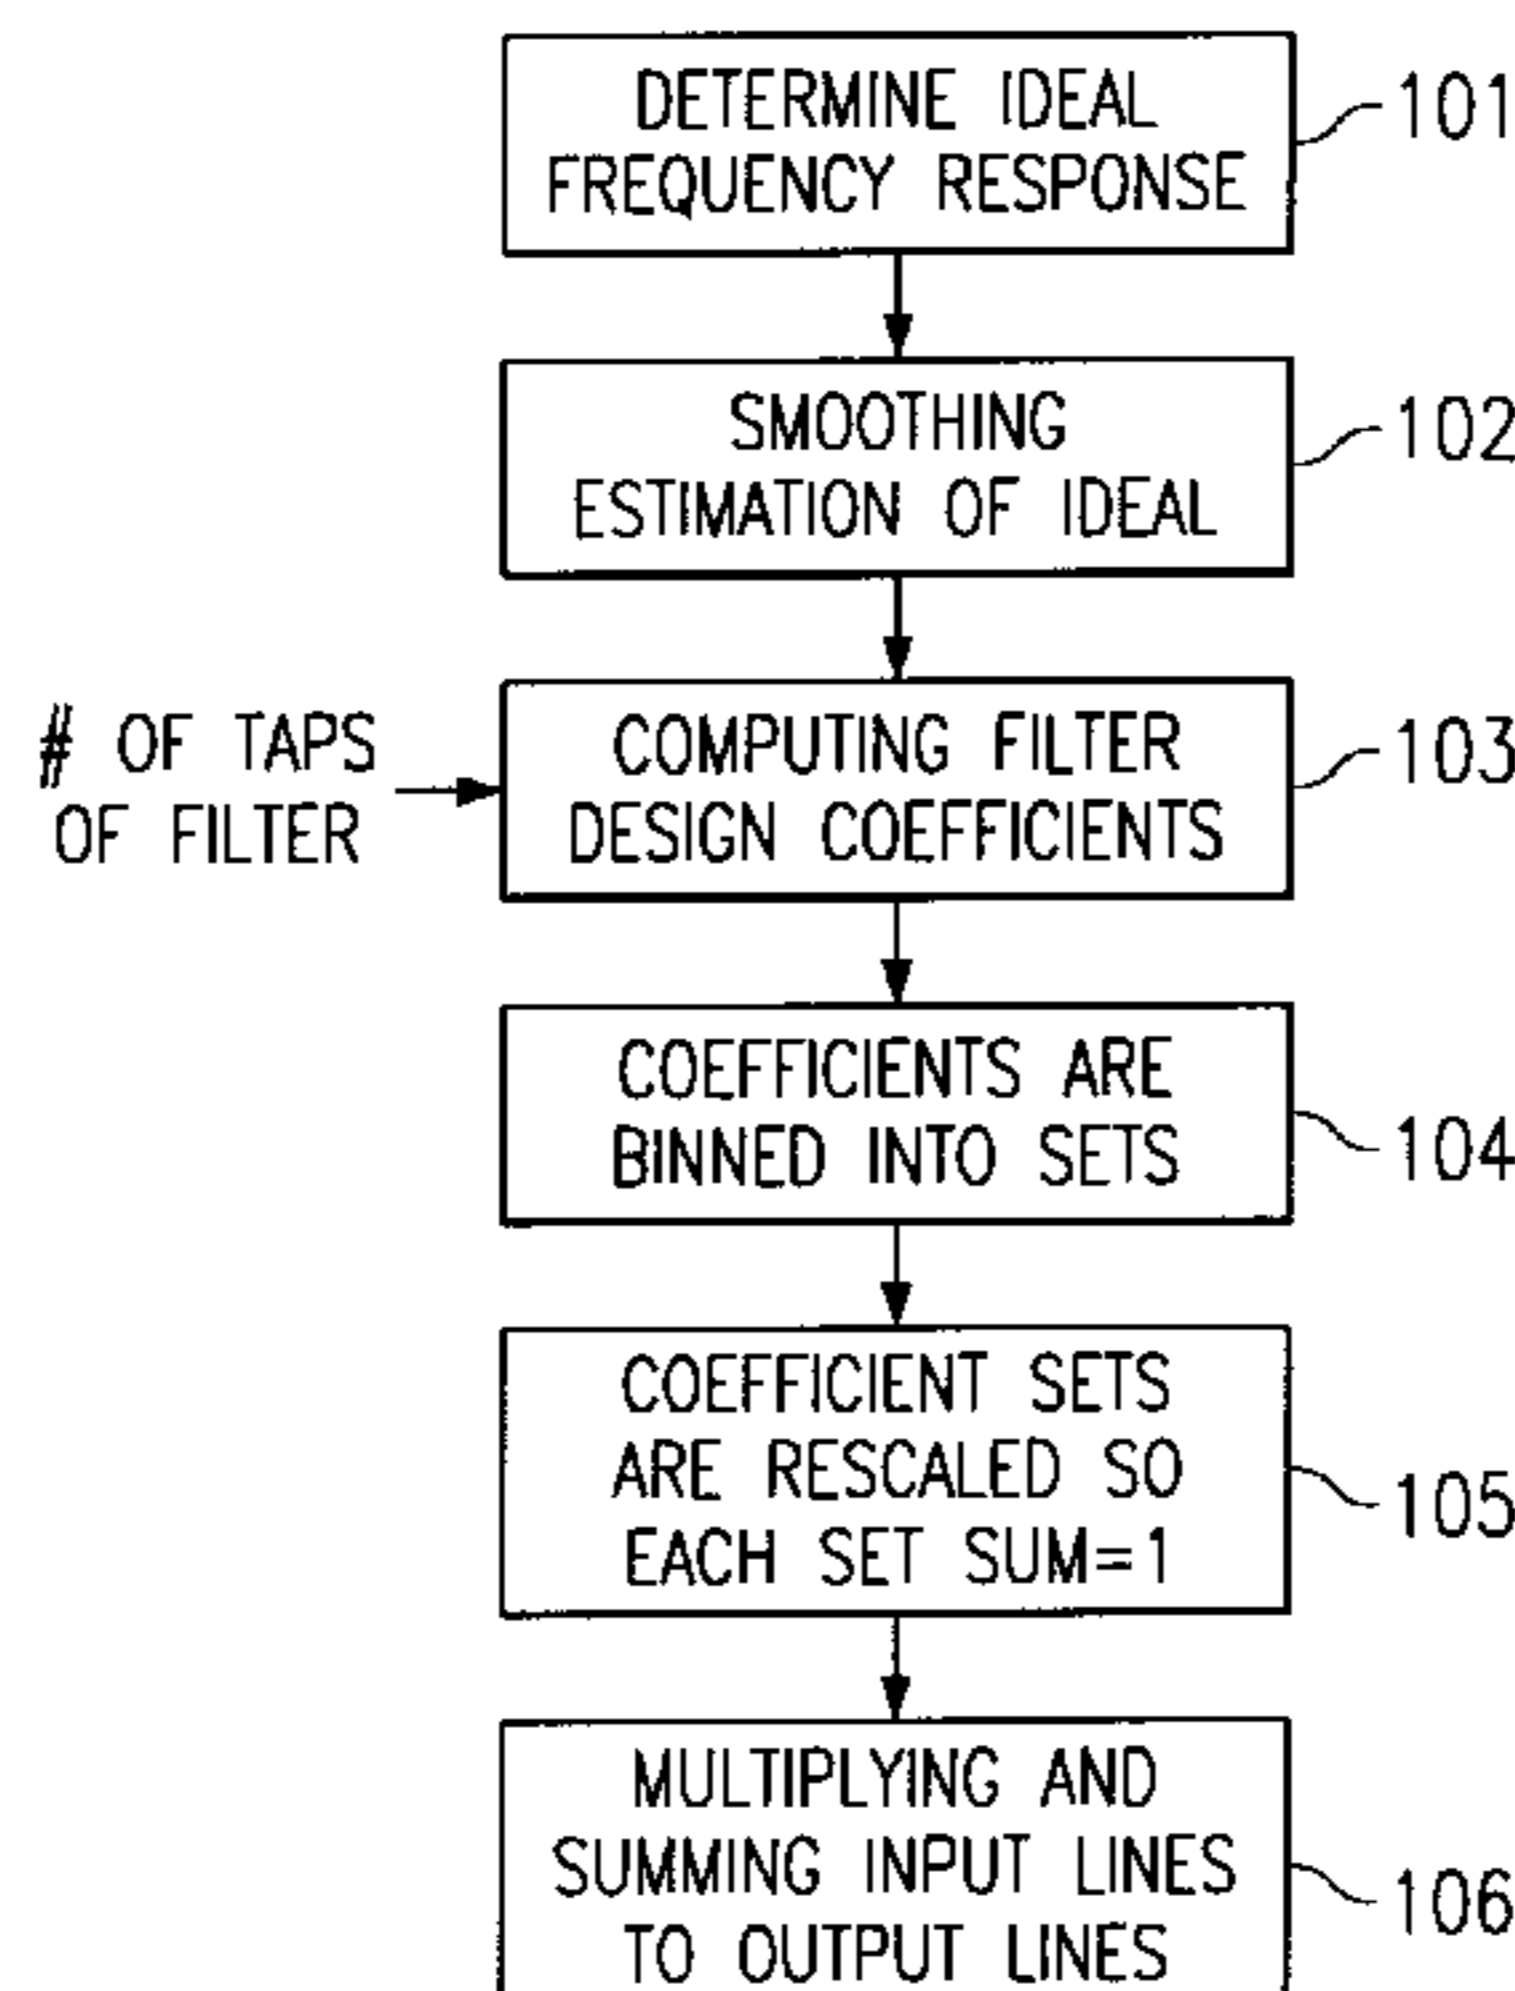 DETERMINE IDEAL
FREQUENCY RESPONSE
101
SMOOTHING
ESTIMATION OF IDEAL
102
# OF TAPS
OF FILTER
COMPUTING FILTER
DESIGN COEFFICIENTS
103
COEFFICIENTS ARE
BINNED INTO SETS
104
COEFFICIENT SETS
ARE RESCALED SO
EACH SET SUM=1
105
MULTIPLYING AND
SUMMING INPUT LINES
TO OUTPUT LINES
106